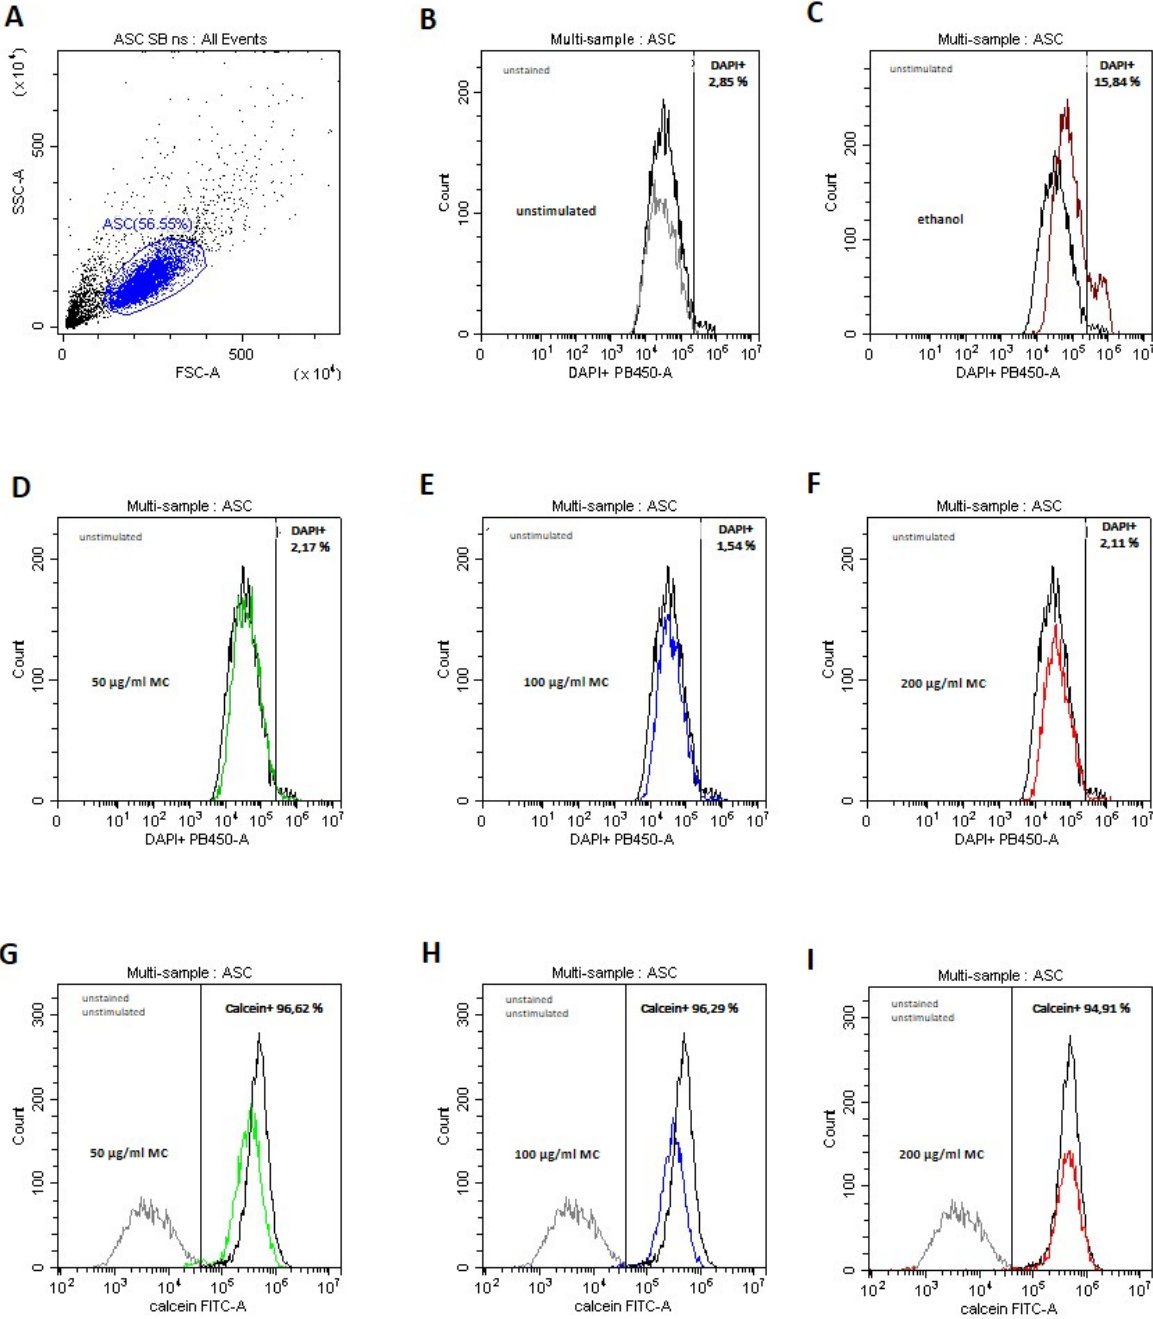 A
ASC SB ns : All Events
(×10⁴)
500
SSC-A
ASC(56.55%)
0
0 500
FSC-A (×10⁴)
B
Multi-sample : ASC
unstained
DAPI+
2,85 %
200
Count
unstimulated
100
0
0 10¹ 10² 10³ 10⁴ 10⁵ 10⁶ 10⁷
DAPI+ PB450-A
C
Multi-sample : ASC
unstimulated
DAPI+
15,84 %
200
Count
ethanol
100
0
0 10¹ 10² 10³ 10⁴ 10⁵ 10⁶ 10⁷
DAPI+ PB450-A
D
Multi-sample : ASC
unstimulated
DAPI+
2,17 %
200
Count
50 µg/ml MC
100
0
0 10¹ 10² 10³ 10⁴ 10⁵ 10⁶ 10⁷
DAPI+ PB450-A
E
Multi-sample : ASC
unstimulated
DAPI+
1,54 %
200
Count
100 µg/ml MC
100
0
0 10¹ 10² 10³ 10⁴ 10⁵ 10⁶ 10⁷
DAPI+ PB450-A
F
Multi-sample : ASC
unstimulated
DAPI+
2,11 %
200
Count
200 µg/ml MC
100
0
0 10¹ 10² 10³ 10⁴ 10⁵ 10⁶ 10⁷
DAPI+ PB450-A
G
Multi-sample : ASC
unstained
unstimulated
Calcein+ 96,62 %
300
200
Count
50 µg/ml MC
100
0
10² 10³ 10⁴ 10⁵ 10⁶ 10⁷
calcein FITC-A
H
Multi-sample : ASC
unstained
unstimulated
Calcein+ 96,29 %
300
200
Count
100 µg/ml MC
100
0
10² 10³ 10⁴ 10⁵ 10⁶ 10⁷
calcein FITC-A
I
Multi-sample : ASC
unstained
unstimulated
Calcein+ 94,91 %
300
200
Count
200 µg/ml MC
100
0
10² 10³ 10⁴ 10⁵ 10⁶ 10⁷
calcein FITC-A